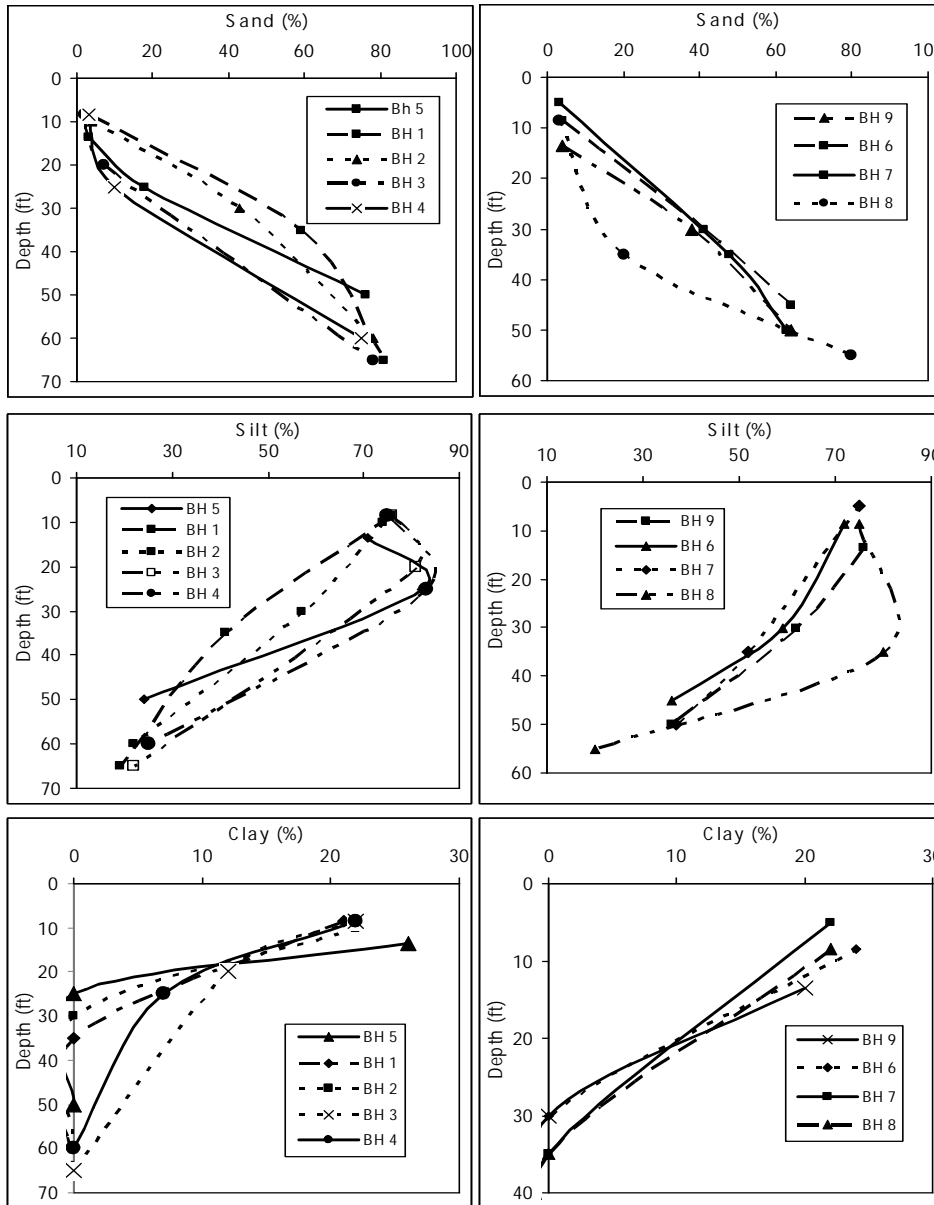 Sand (%)
0 20 40 60 80 100
0
10
20
30
40
50
60
70
Depth (ft)
Bh 5
BH 1
BH 2
BH 3
BH 4
Sand (%)
0 20 40 60 80 100
0
10
20
30
40
50
60
Depth (ft)
BH 9
BH 6
BH 7
BH 8
Silt (%)
10 30 50 70 90
0
10
20
30
40
50
60
70
Depth (ft)
BH 5
BH 1
BH 2
BH 3
BH 4
Silt (%)
10 30 50 70 90
0
10
20
30
40
50
60
Depth (ft)
BH 9
BH 6
BH 7
BH 8
Clay (%)
0 10 20 30
0
10
20
30
40
50
60
70
Depth (ft)
BH 5
BH 1
BH 2
BH 3
BH 4
Clay (%)
0 10 20 30
0
10
20
30
40
Depth (ft)
BH 9
BH 6
BH 7
BH 8